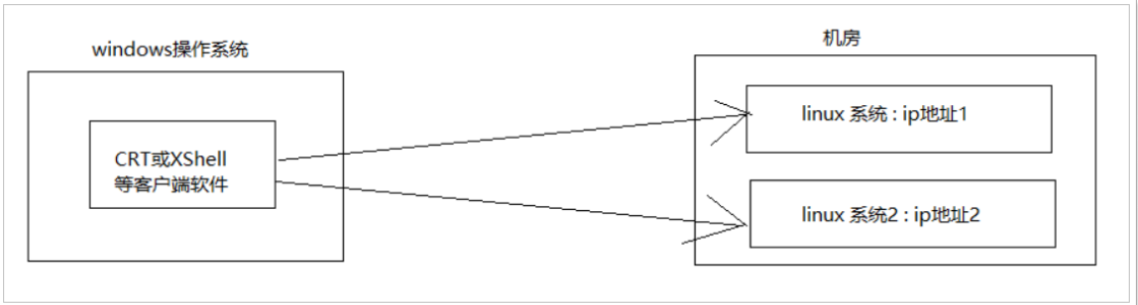 windows操作系统
机房
CRT或XShell
等客户端软件
linux 系统 : ip地址1
linux 系统2 : ip地址2